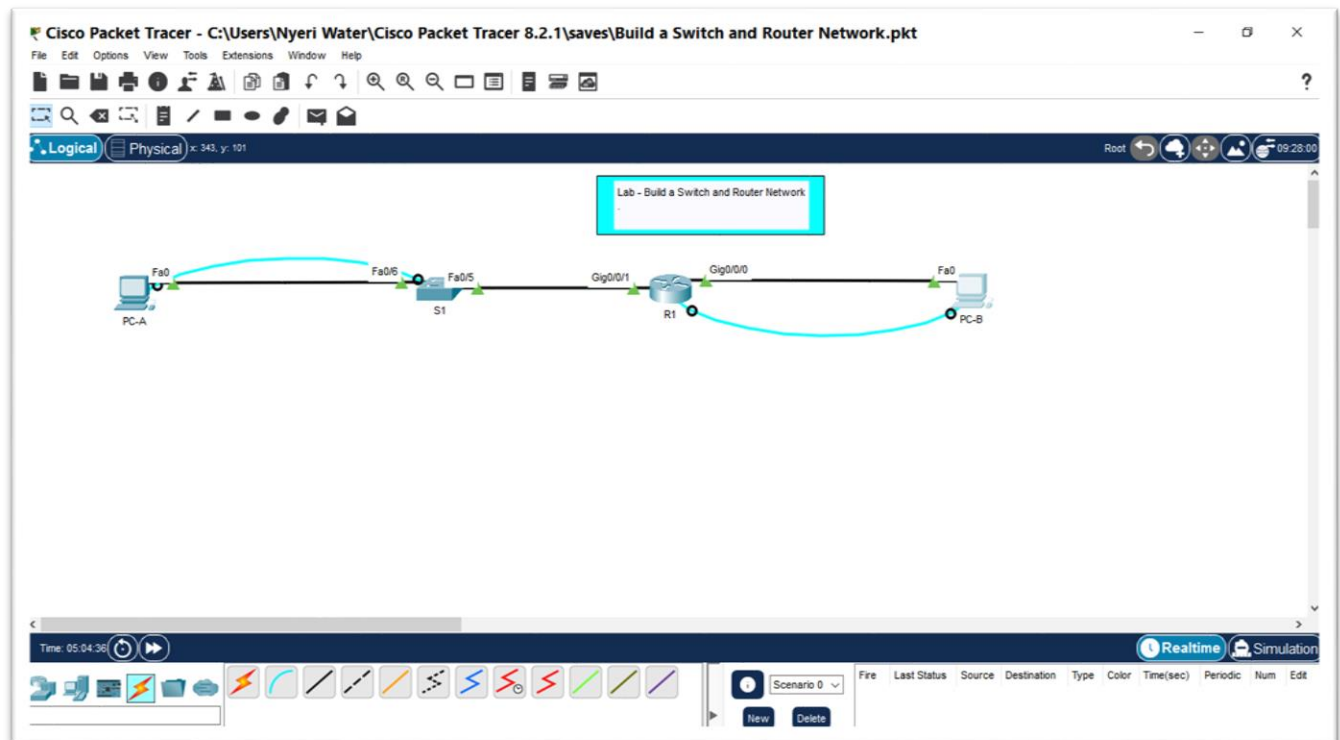 Cisco Packet Tracer - C:\Users\Nyeri Water\Cisco Packet Tracer 8.2.1\saves\Build a Switch and Router Network.pkt
File Edit Options View Tools Extensions Window Help
?
Logical Physical x: 343, y: 101 Root 09:28:00
Lab - Build a Switch and Router Network
.
Fa0 Fa0/6 Fa0/5 Gig0/0/1 Gig0/0/0 Fa0
PC-A S1 R1 PC-B
Time: 05:04:36 Realtime Simulation
Scenario 0 Fire Last Status Source Destination Type Color Time(sec) Periodic Num Edit
New Delete